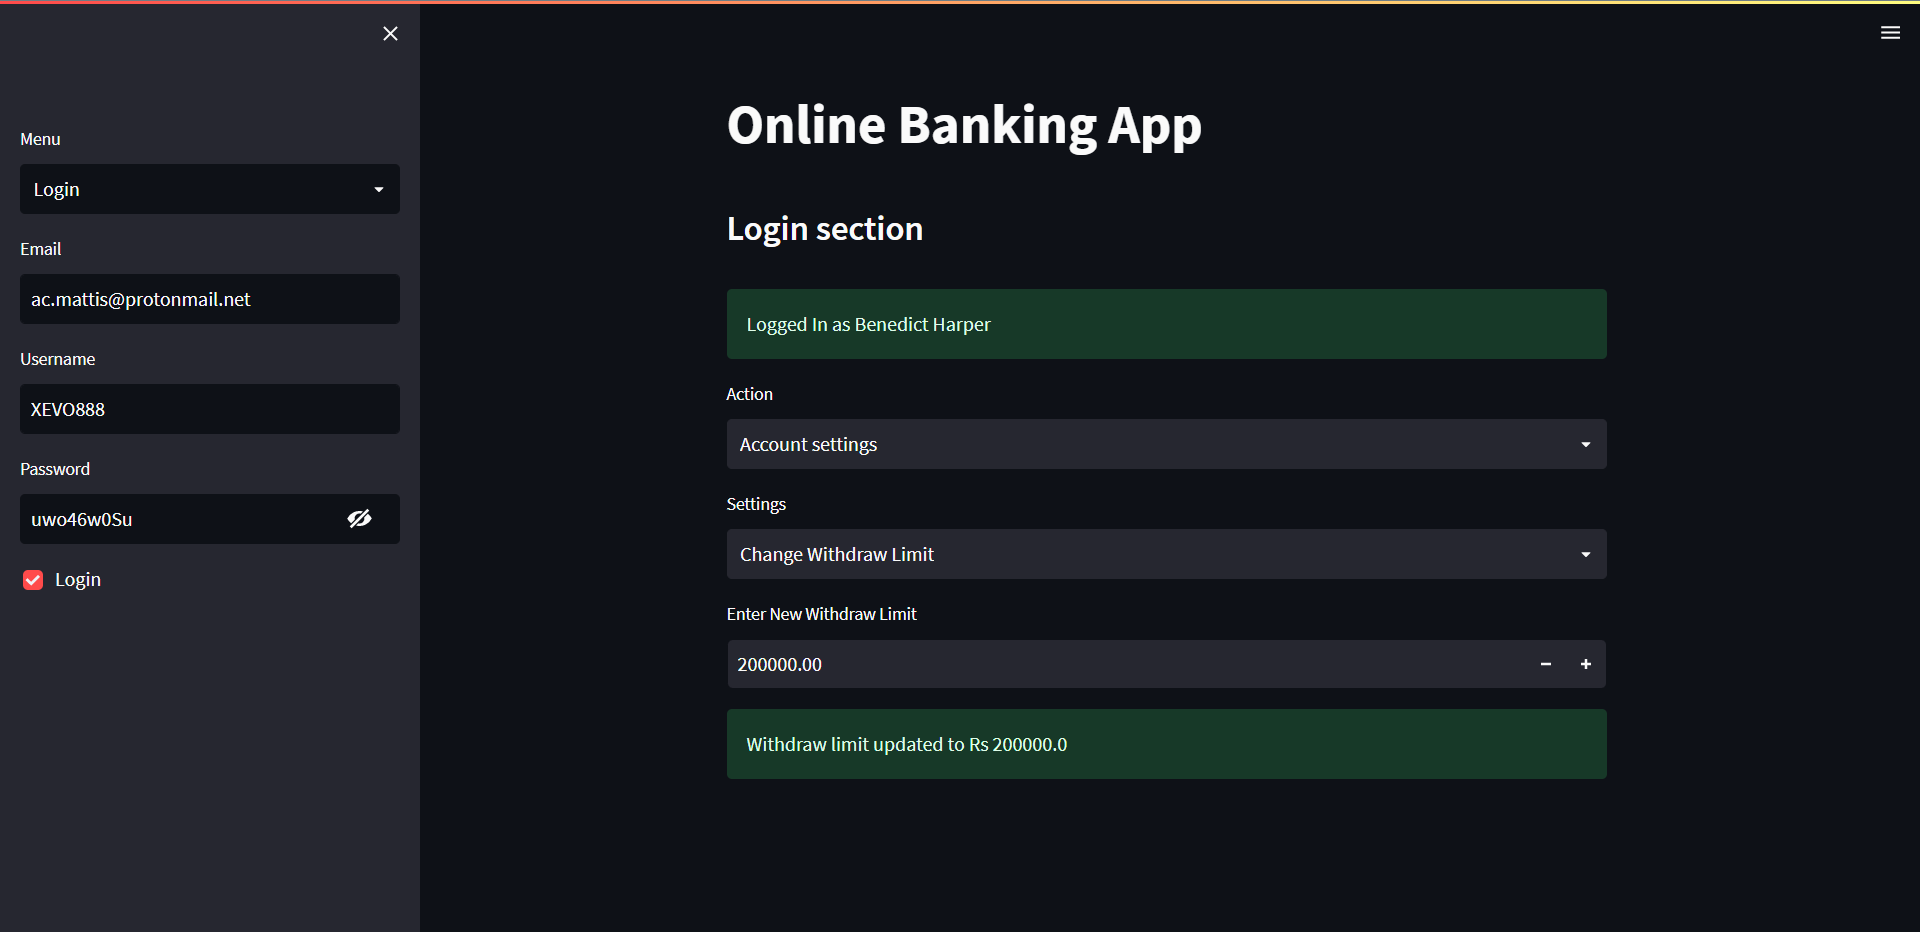 Menu
Login
Email
ac.mattis@protonmail.net
Username
XEVO888
Password
uwo46w0Su
Login
Online Banking App
Login section
Logged In as Benedict Harper
Action
Account settings
Settings
Change Withdraw Limit
Enter New Withdraw Limit
200000.00
Withdraw limit updated to Rs 200000.0